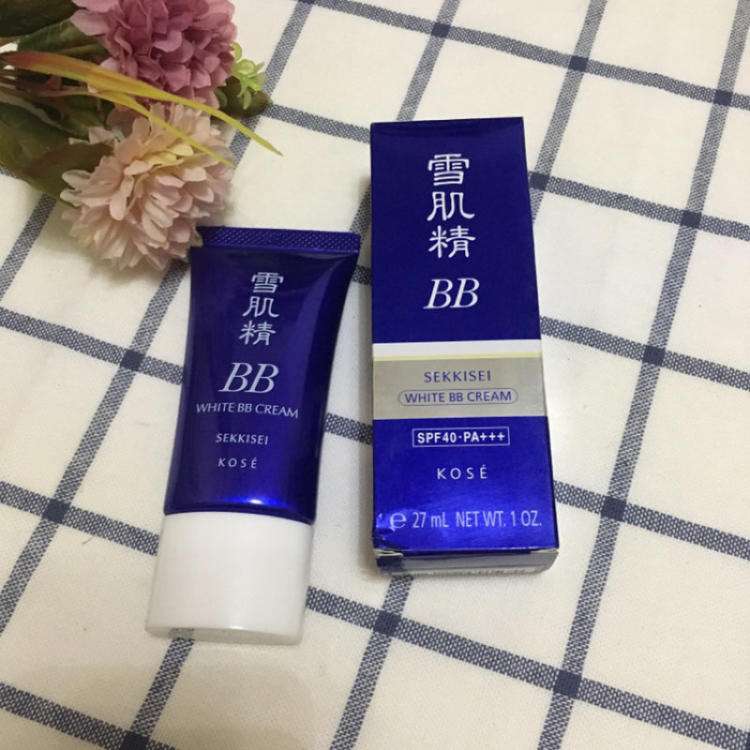 雪肌精
BB
WHITE BB CREAM
SEKKISEI
KOSÉ
雪肌精
BB
SEKKISEI
WHITE BB CREAM
SPF40·PA+++
KOSÉ
℮ 27 mL NET WT. 1 OZ.